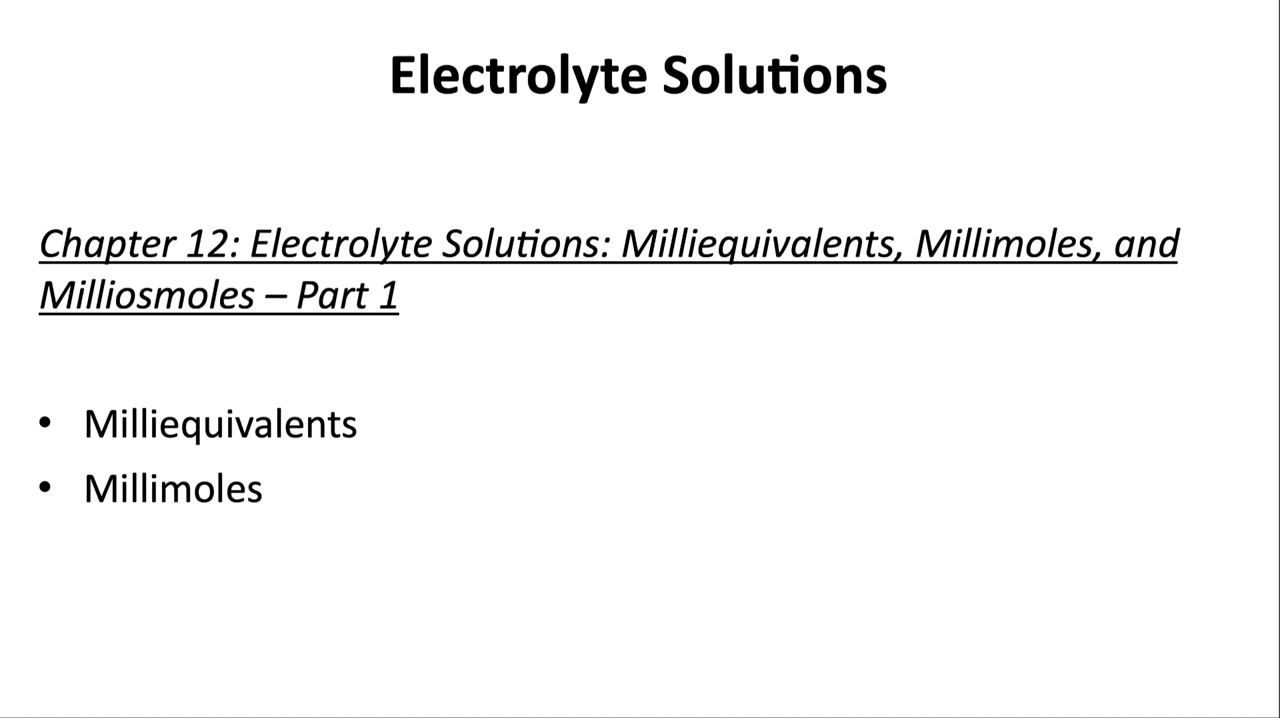 Electrolyte Solutions
Chapter 12: Electrolyte Solutions: Milliequivalents, Millimoles, and
Milliosmoles – Part 1
• Milliequivalents
• Millimoles